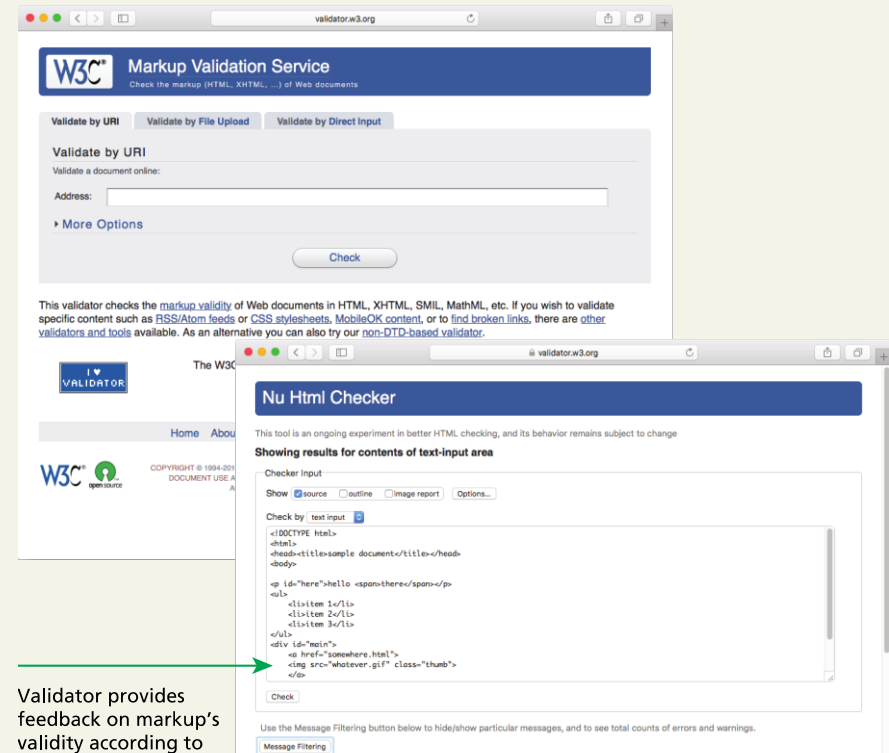 validator.w3.org
W3C®
Markup Validation Service
Check the markup (HTML, XHTML, ...) of Web documents
Validate by URI Validate by File Upload Validate by Direct Input
Validate by URI
Validate a document online:
Address:
More Options
Check
This validator checks the markup validity of Web documents in HTML, XHTML, SMIL, MathML, etc. If you wish to validate
specific content such as RSS/Atom feeds or CSS stylesheets, MobileOK content, or to find broken links, there are other
validators and tools available. As an alternative you can also try our non-DTD-based validator.
I ♥
VALIDATOR
The W3C
Home Abou
W3C® open source
COPYRIGHT © 1994-201
DOCUMENT USE A
A
validator.w3.org
Nu Html Checker
This tool is an ongoing experiment in better HTML checking, and its behavior remains subject to change
Showing results for contents of text-input area
Checker Input
Show source outline image report Options...
Check by text input
<!DOCTYPE html>
<html>
<head><title>sample document</title></head>
<body>
<p id="here">hello <span>there</span></p>
<ul>
<li>item 1</li>
<li>item 2</li>
<li>item 3</li>
</ul>
<div id="main">
<a href="somewhere.html">
<img src="whatever.gif" class="thumb">
</a>
Check
Use the Message Filtering button below to hide/show particular messages, and to see total counts of errors and warnings.
Message Filtering
Validator provides
feedback on markup's
validity according to